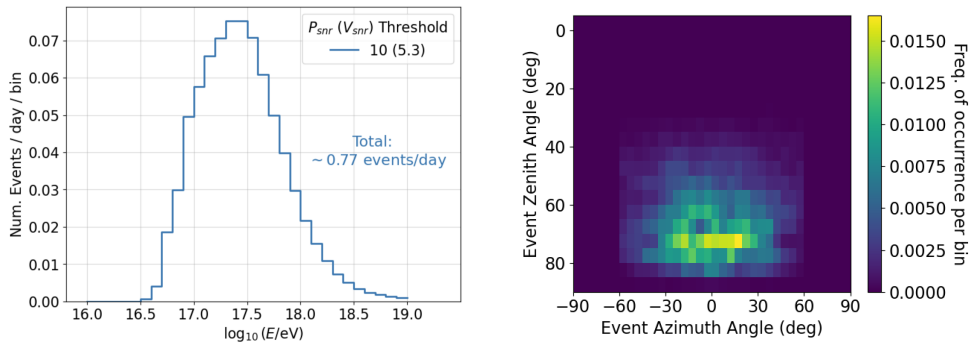 P_snr (V_snr) Threshold
10 (5.3)
Total:
~ 0.77 events/day
Num. Events / day / bin
0.07
0.06
0.05
0.04
0.03
0.02
0.01
0.00
16.0 16.5 17.0 17.5 18.0 18.5 19.0
log₁₀(E/eV)
Event Zenith Angle (deg)
0
20
40
60
80
−90 −60 −30 0 30 60 90
Event Azimuth Angle (deg)
0.0150
0.0125
0.0100
0.0075
0.0050
0.0025
0.0000
Freq. of occurrence per bin